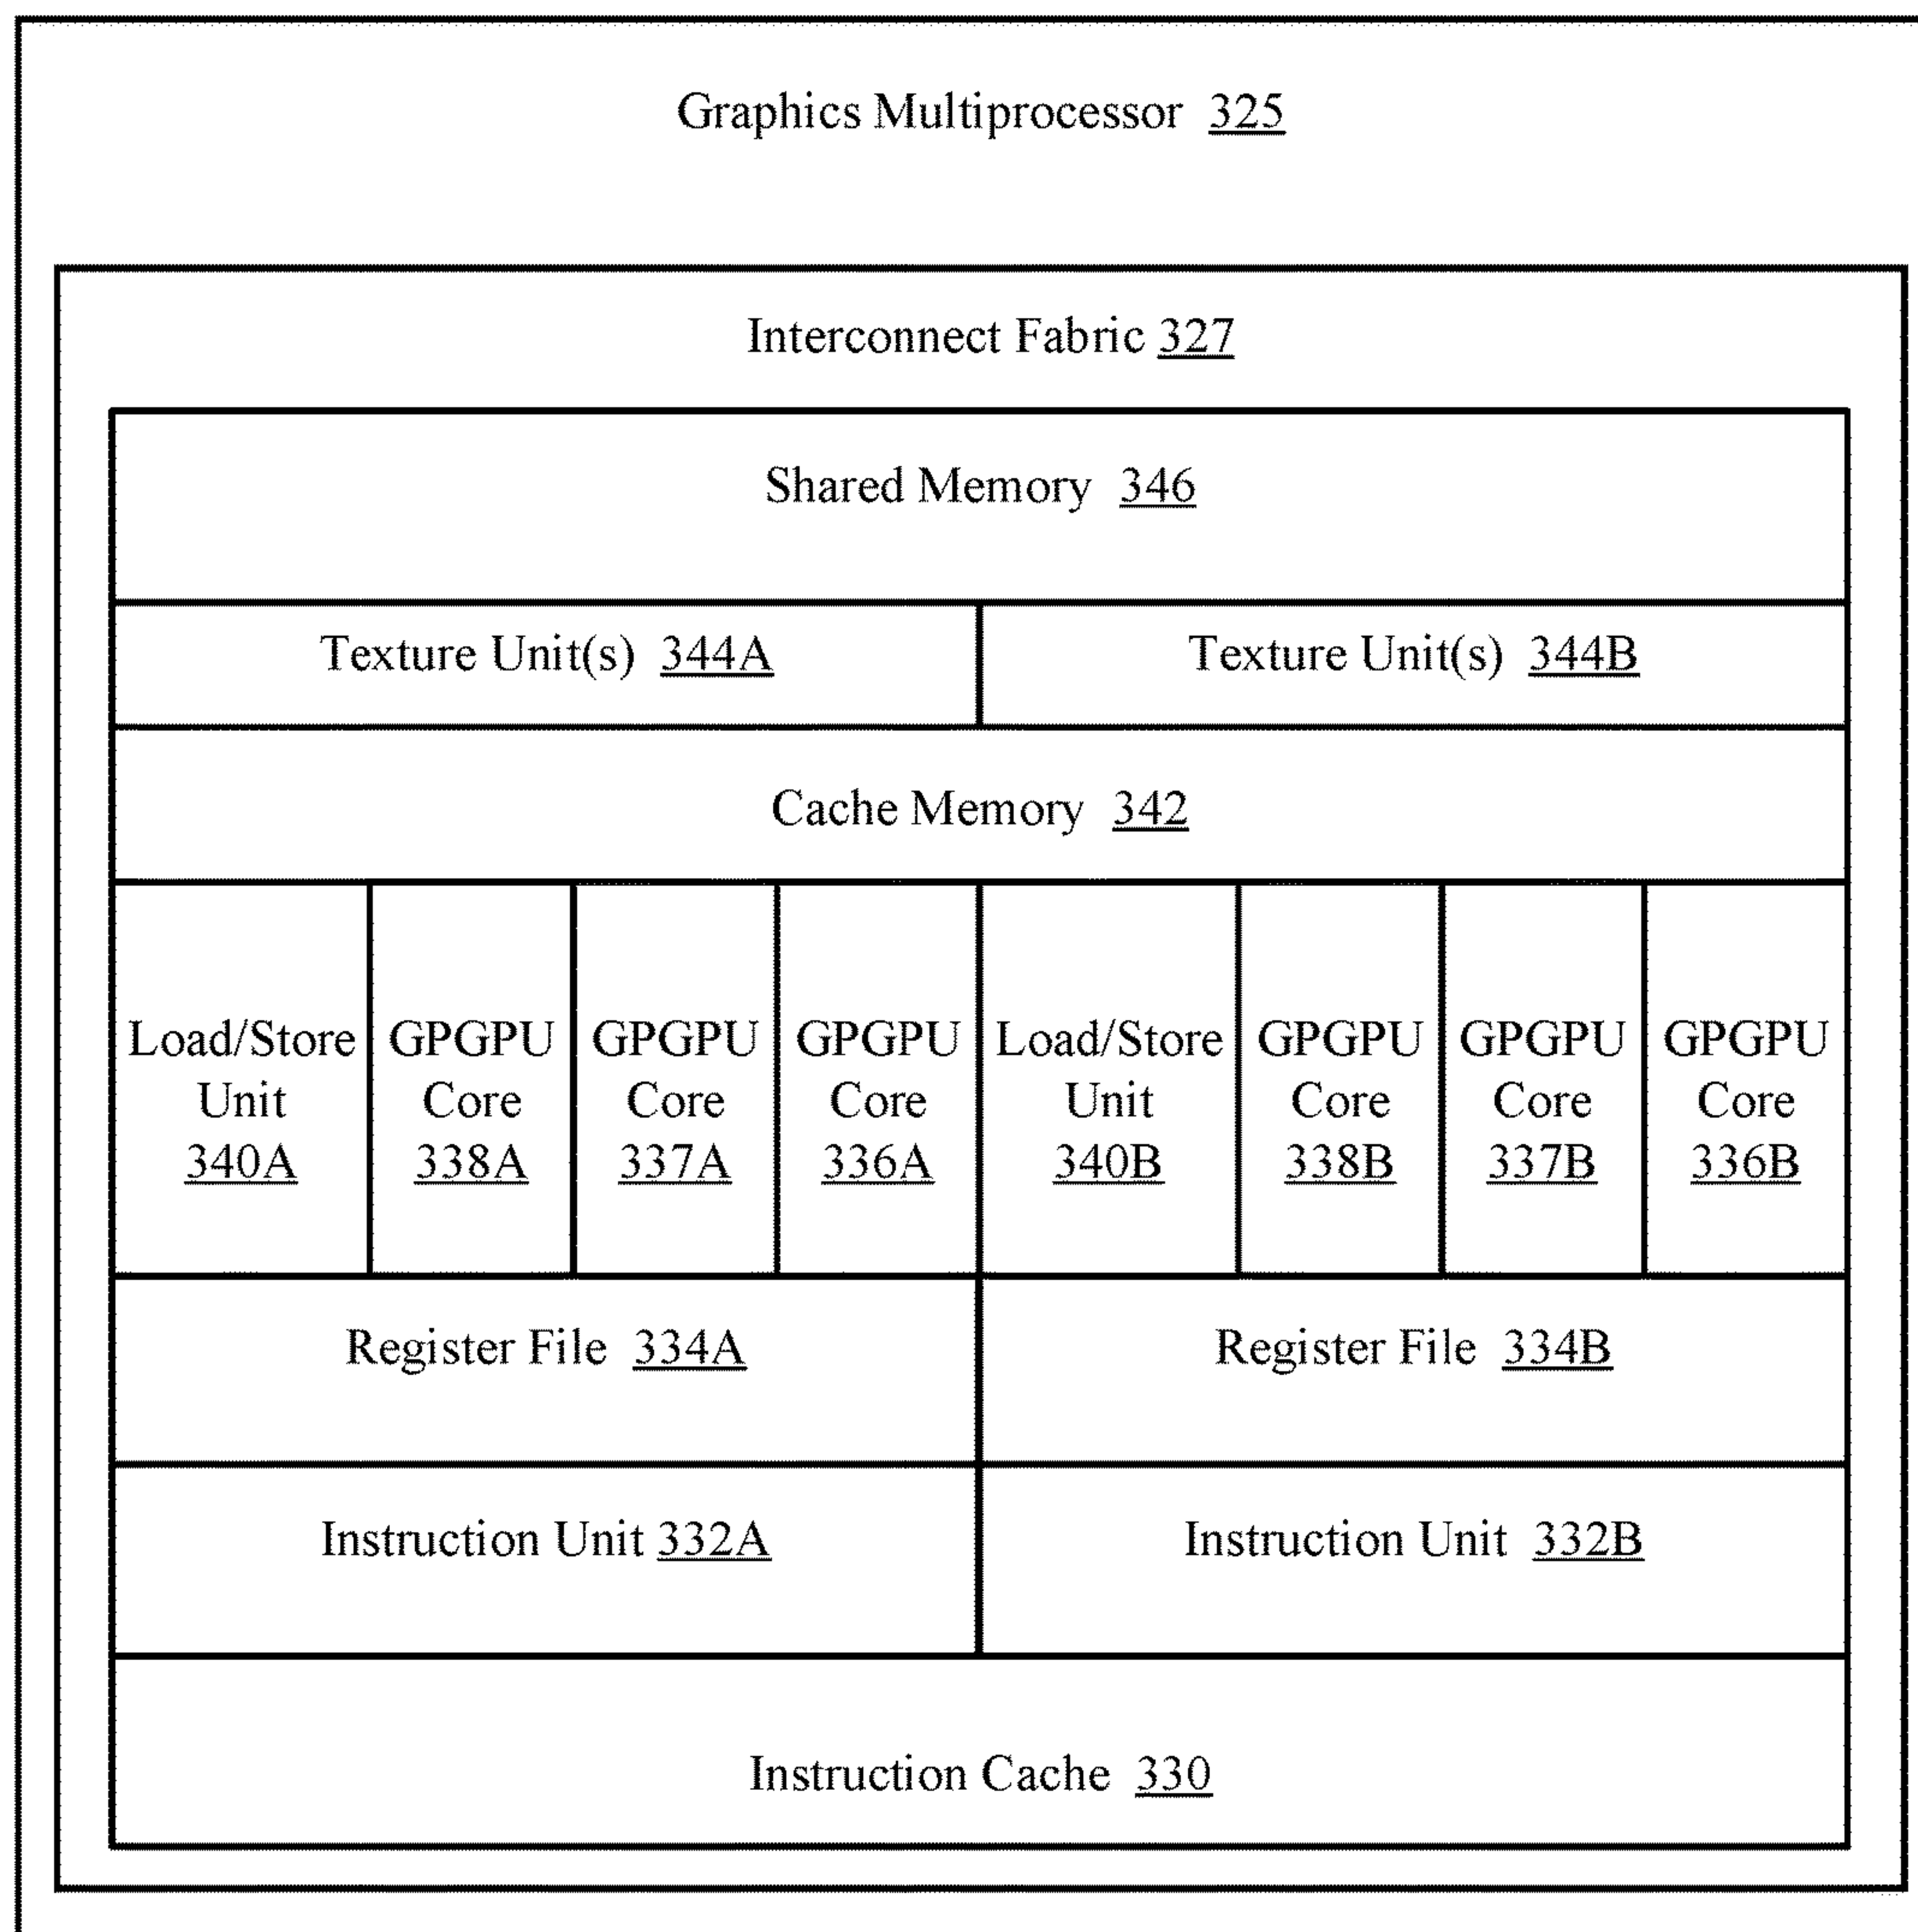 Graphics Multiprocessor 325
Interconnect Fabric 327
Shared Memory 346
Texture Unit(s) 344A
Texture Unit(s) 344B
Cache Memory 342
Load/Store
Unit
340A
GPGPU
Core
338A
GPGPU
Core
337A
GPGPU
Core
336A
Load/Store
Unit
340B
GPGPU
Core
338B
GPGPU
Core
337B
GPGPU
Core
336B
Register File 334A
Register File 334B
Instruction Unit 332A
Instruction Unit 332B
Instruction Cache 330